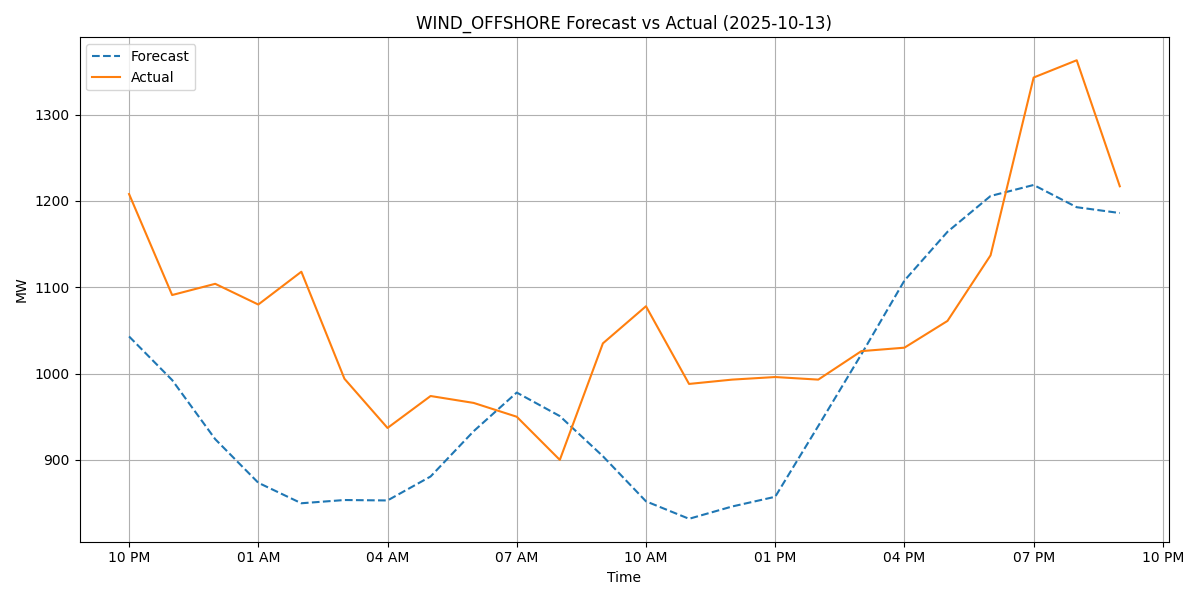 WIND_OFFSHORE Forecast vs Actual (2025-10-13)
Forecast
Actual
MW
1300
1200
1100
1000
900
10 PM 01 AM 04 AM 07 AM 10 AM 01 PM 04 PM 07 PM 10 PM
Time